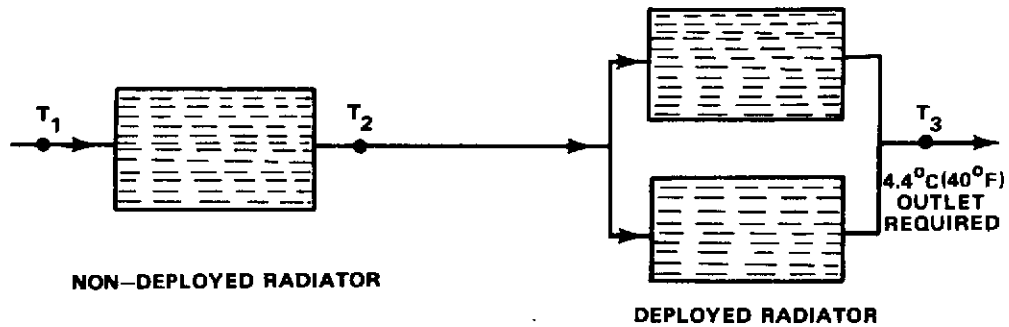 T1
T2
T3
4.4°C(40°F)
OUTLET
REQUIRED
NON–DEPLOYED RADIATOR
DEPLOYED RADIATOR